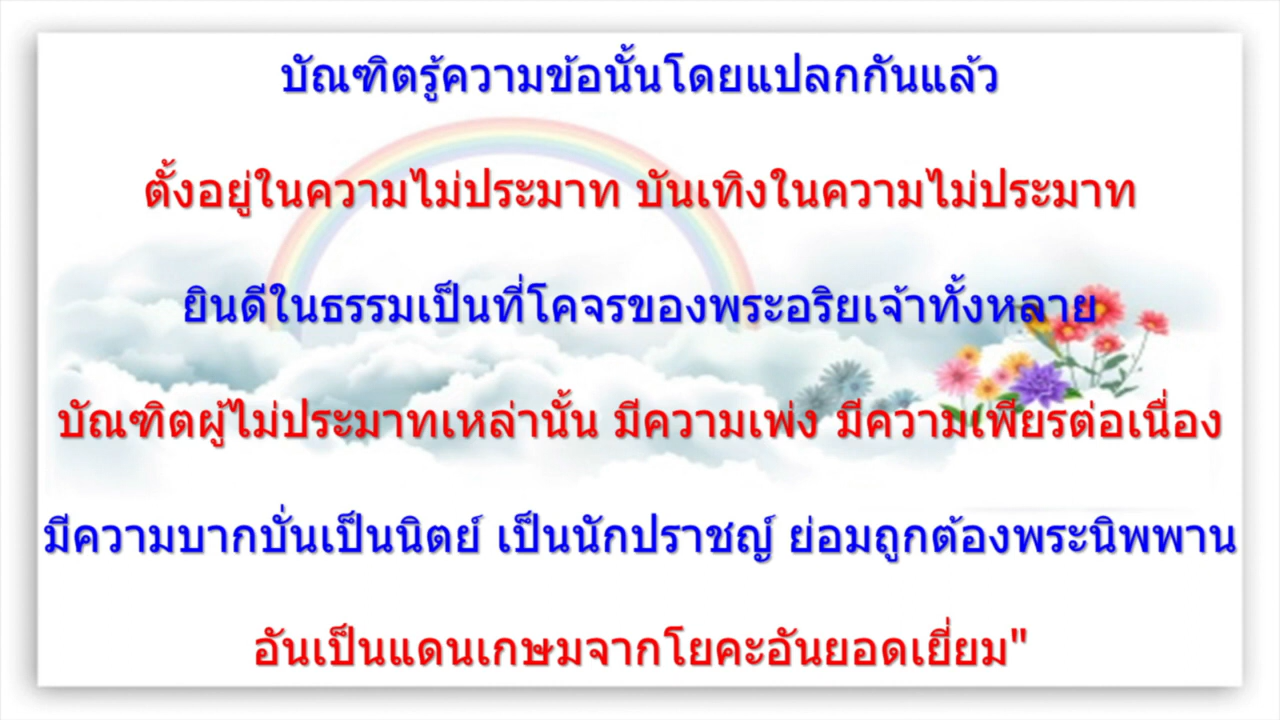 บัณฑิตรู้ความข้อนั้นโดยแปลกกันแล้ว
ตั้งอยู่ในความไม่ประมาท บันเทิงในความไม่ประมาท
ยินดีในธรรมเป็นที่โคจรของพระอริยเจ้าทั้งหลาย
บัณฑิตผู้ไม่ประมาทเหล่านั้น มีความเพ่ง มีความเพียรต่อเนื่อง
มีความบากบั่นเป็นนิตย์ เป็นนักปราชญ์ ย่อมถูกต้องพระนิพพาน
อันเป็นแดนเกษมจากโยคะอันยอดเยี่ยม"